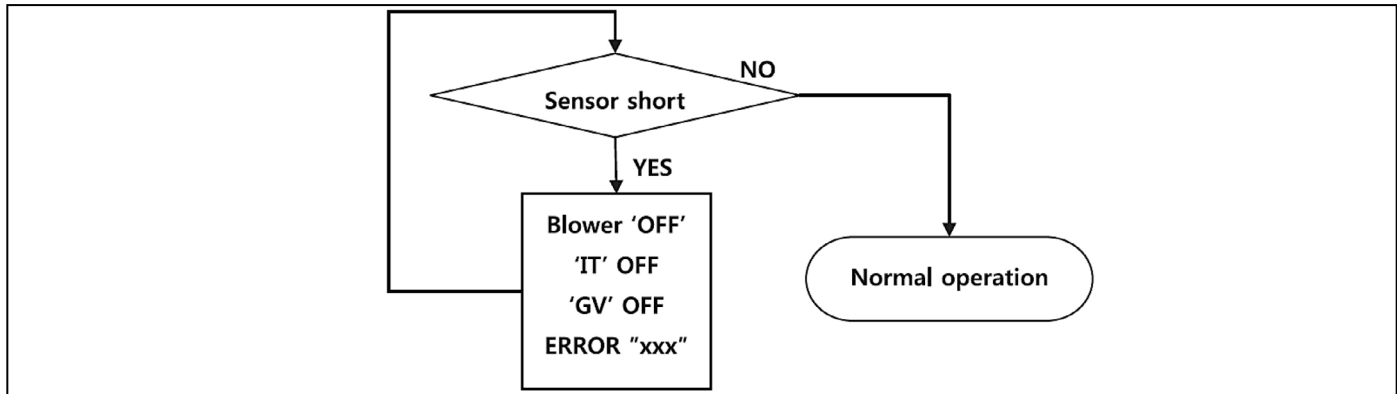 NO
Sensor short
YES
Blower ‘OFF’
‘IT’ OFF
‘GV’ OFF
ERROR ”xxx”
Normal operation